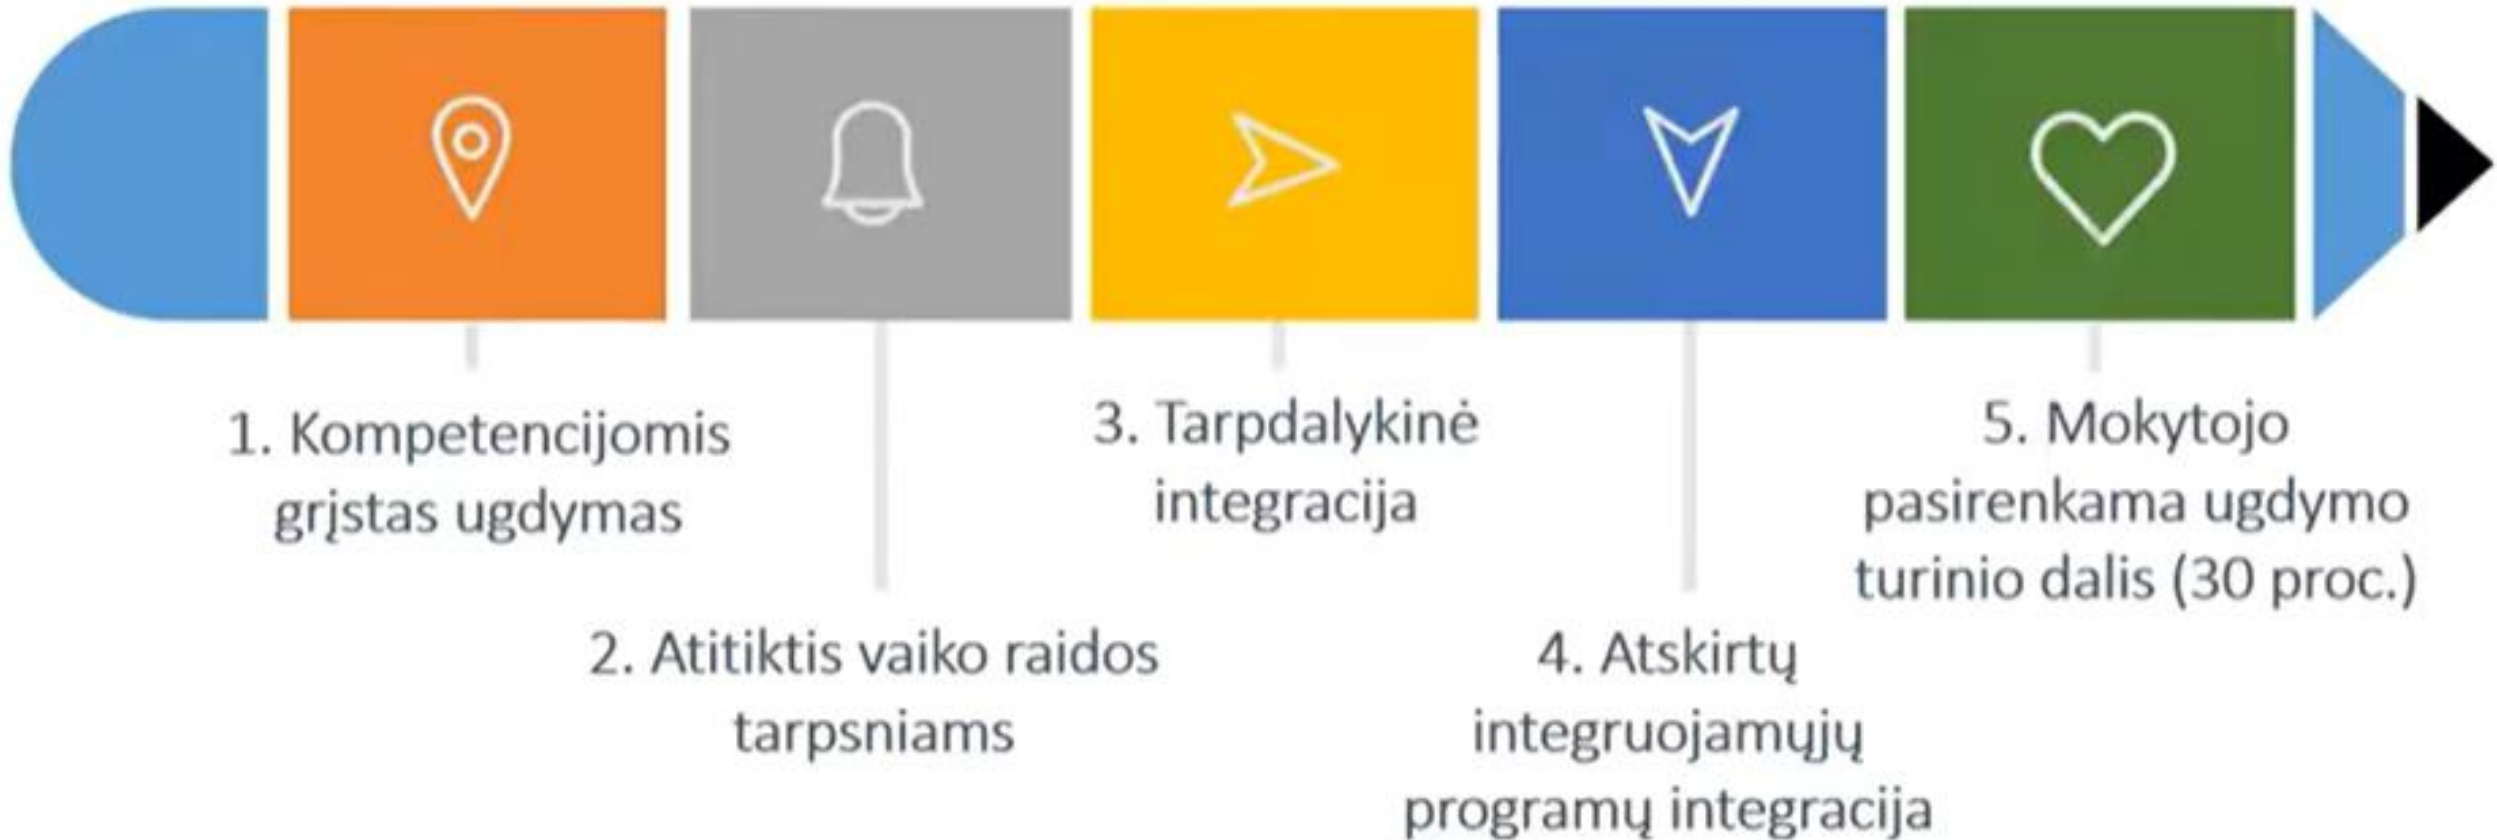 1. Kompetencijomis
grįstas ugdymas
2. Atitiktis vaiko raidos
tarpsniams
3. Tarpdalykinė
integracija
4. Atskirtų
integruojamųjų
programų integracija
5. Mokytojo
pasirenkama ugdymo
turinio dalis (30 proc.)